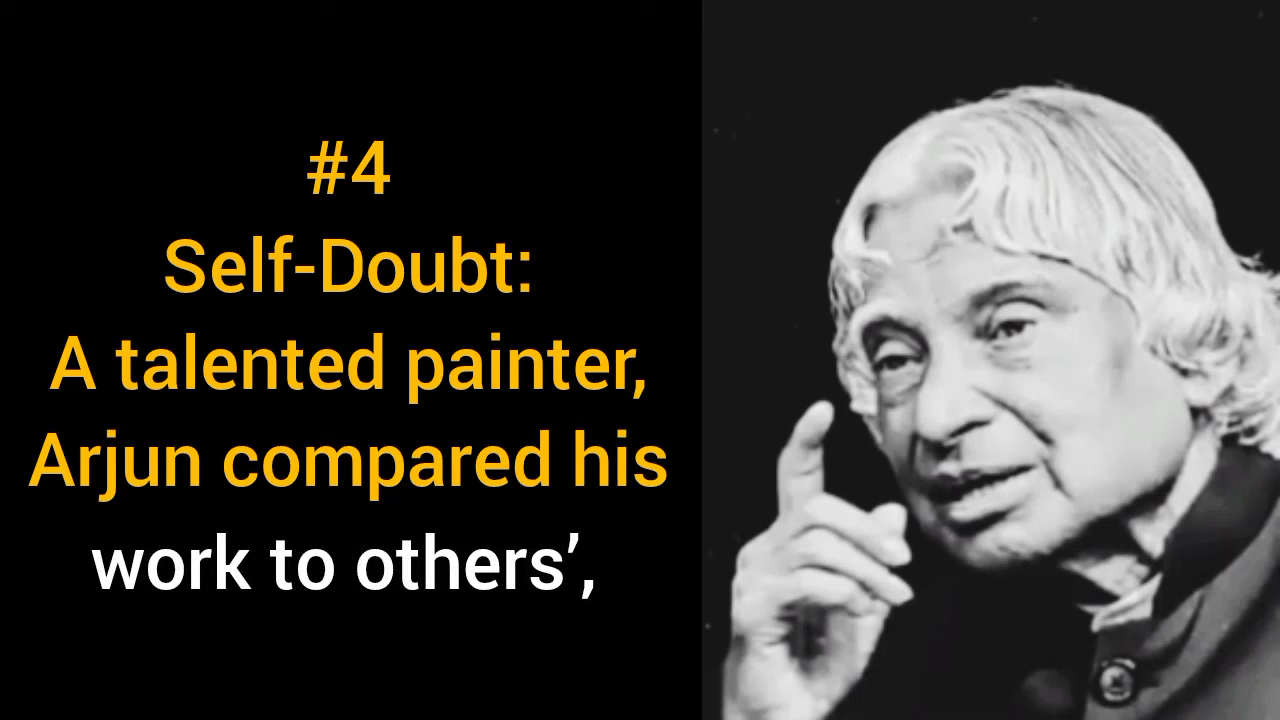 #4
Self-Doubt:
A talented painter,
Arjun compared his
work to others’,